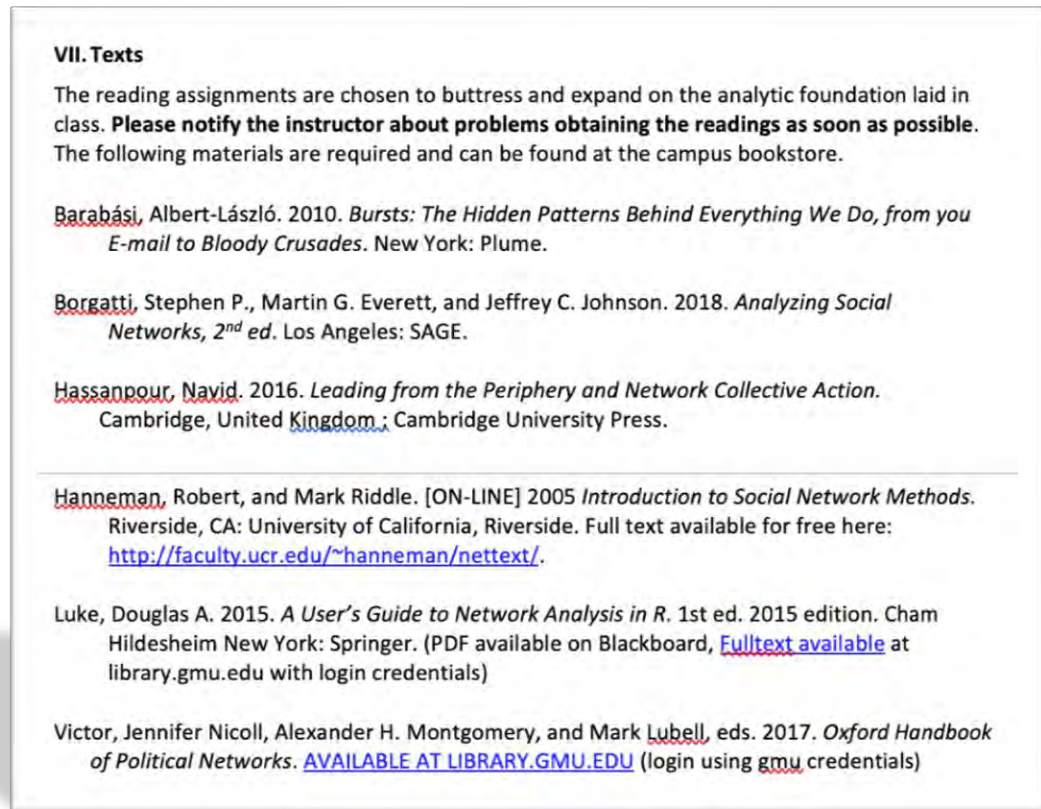 VII. Texts
The reading assignments are chosen to buttress and expand on the analytic foundation laid in
class. Please notify the instructor about problems obtaining the readings as soon as possible.
The following materials are required and can be found at the campus bookstore.
Barabási, Albert-László. 2010. Bursts: The Hidden Patterns Behind Everything We Do, from you
E-mail to Bloody Crusades. New York: Plume.
Borgatti, Stephen P., Martin G. Everett, and Jeffrey C. Johnson. 2018. Analyzing Social
Networks, 2nd ed. Los Angeles: SAGE.
Hassanpour, Navid. 2016. Leading from the Periphery and Network Collective Action.
Cambridge, United Kingdom ; Cambridge University Press.
Hanneman, Robert, and Mark Riddle. [ON-LINE] 2005 Introduction to Social Network Methods.
Riverside, CA: University of California, Riverside. Full text available for free here:
http://faculty.ucr.edu/~hanneman/nettext/.
Luke, Douglas A. 2015. A User's Guide to Network Analysis in R. 1st ed. 2015 edition. Cham
Hildesheim New York: Springer. (PDF available on Blackboard, Fulltext available at
library.gmu.edu with login credentials)
Victor, Jennifer Nicoll, Alexander H. Montgomery, and Mark Lubell, eds. 2017. Oxford Handbook
of Political Networks. AVAILABLE AT LIBRARY.GMU.EDU (login using gmu credentials)